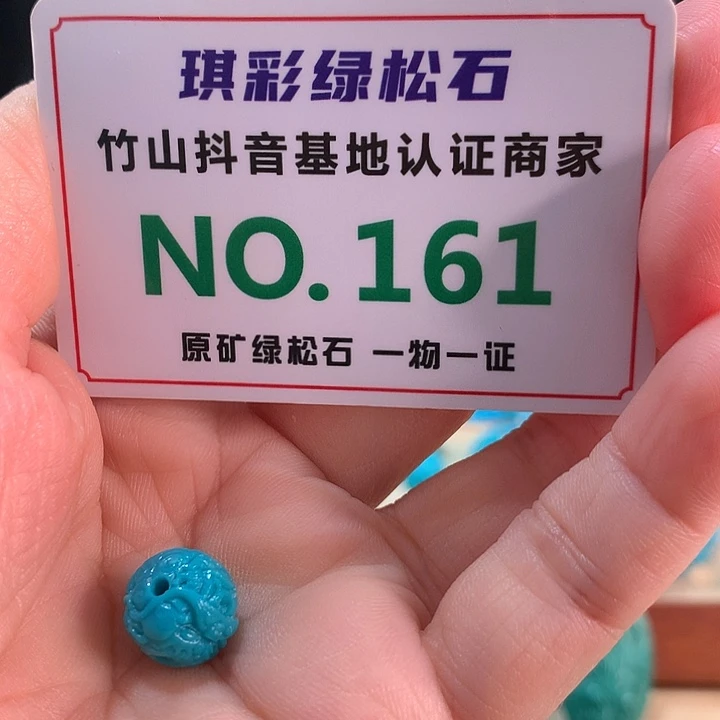 琪彩绿松石
竹山抖音基地认证商家
NO.161
原矿绿松石 一物一证